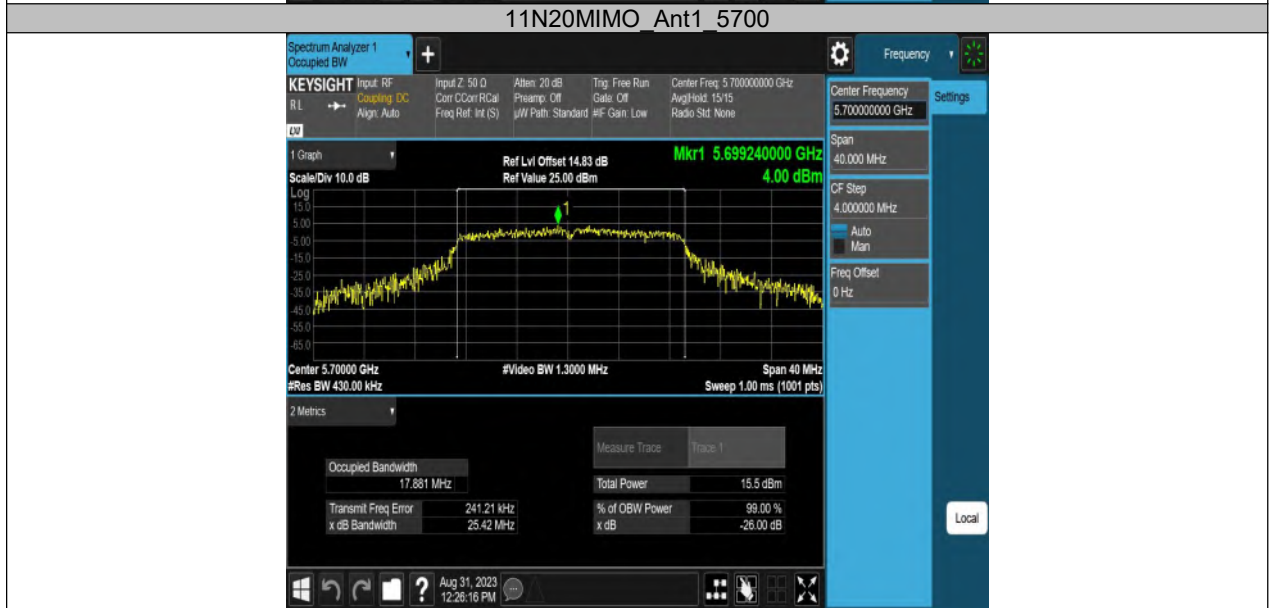 11N20MIMO_Ant1_5700
Spectrum Analyzer 1
Occupied BW
+
Frequency
KEYSIGHT
Input: RF
Input Z: 50 Ω
Atten: 20 dB
Trig: Free Run
Center Freq: 5.700000000 GHz
RL
Coupling: DC
Corr CCorr RCal
Preamp: Off
Gate: Off
Avg|Hold: 15/15
Align: Auto
Freq Ref: Int (S)
µW Path: Standard
#IF Gain: Low
Radio Std: None
Center Frequency
5.700000000 GHz
Settings
Span
40.000 MHz
CF Step
4.000000 MHz
Auto
Man
Freq Offset
0 Hz
1 Graph
Ref Lvl Offset 14.83 dB
Mkr1 5.699240000 GHz
Scale/Div 10.0 dB
Ref Value 25.00 dBm
4.00 dBm
Log
15.0
5.00
-5.00
-15.0
-25.0
-35.0
-45.0
-55.0
-65.0
1
Center 5.70000 GHz
#Video BW 1.3000 MHz
Span 40 MHz
#Res BW 430.00 kHz
Sweep 1.00 ms (1001 pts)
2 Metrics
Measure Trace
Trace 1
Occupied Bandwidth
17.881 MHz
Total Power
15.5 dBm
Transmit Freq Error
241.21 kHz
% of OBW Power
99.00 %
x dB Bandwidth
25.42 MHz
x dB
-26.00 dB
Local
?
Aug 31, 2023
12:26:16 PM